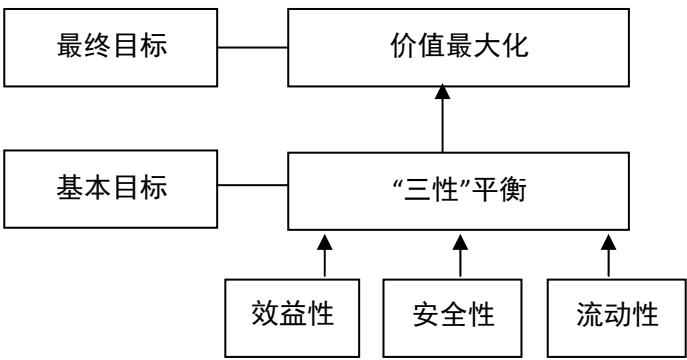 最终目标
价值最大化
基本目标
“三性”平衡
效益性
安全性
流动性